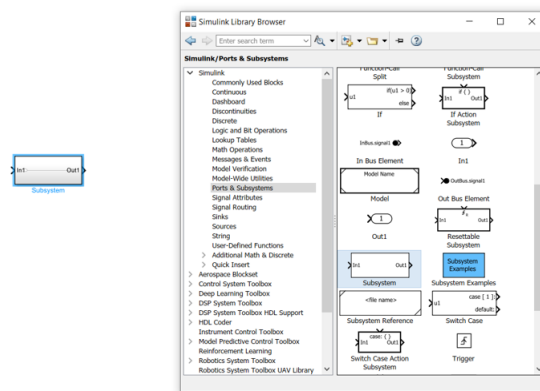 In1 Out1
Subsystem
Simulink Library Browser
Enter search term
Simulink/Ports & Subsystems
Simulink
Commonly Used Blocks
Continuous
Dashboard
Discontinuities
Discrete
Logic and Bit Operations
Lookup Tables
Math Operations
Messages & Events
Model Verification
Model-Wide Utilities
Ports & Subsystems
Signal Attributes
Signal Routing
Sinks
Sources
String
User-Defined Functions
Additional Math & Discrete
Quick Insert
Aerospace Blockset
Control System Toolbox
Deep Learning Toolbox
DSP System Toolbox
DSP System Toolbox HDL Support
HDL Coder
Instrument Control Toolbox
Model Predictive Control Toolbox
Reinforcement Learning
Robotics System Toolbox
Robotics System Toolbox UAV Library
Function-Call
Split
Function-Call
Subsystem
u1 if(u1 > 0)
else
If
if { }
In1 Out1
If Action
Subsystem
InBus.signal1
In Bus Element
1
In1
Model Name
Model
OutBus.signal1
Out Bus Element
1
Out1
In1 Out1
Resettable
Subsystem
In1 Out1
Subsystem
Subsystem
Examples
Subsystem Examples
<file name>
Subsystem Reference
u1 case [ 1 ]:
default:
Switch Case
case: { }
In1 Out1
Switch Case Action
Subsystem
Trigger